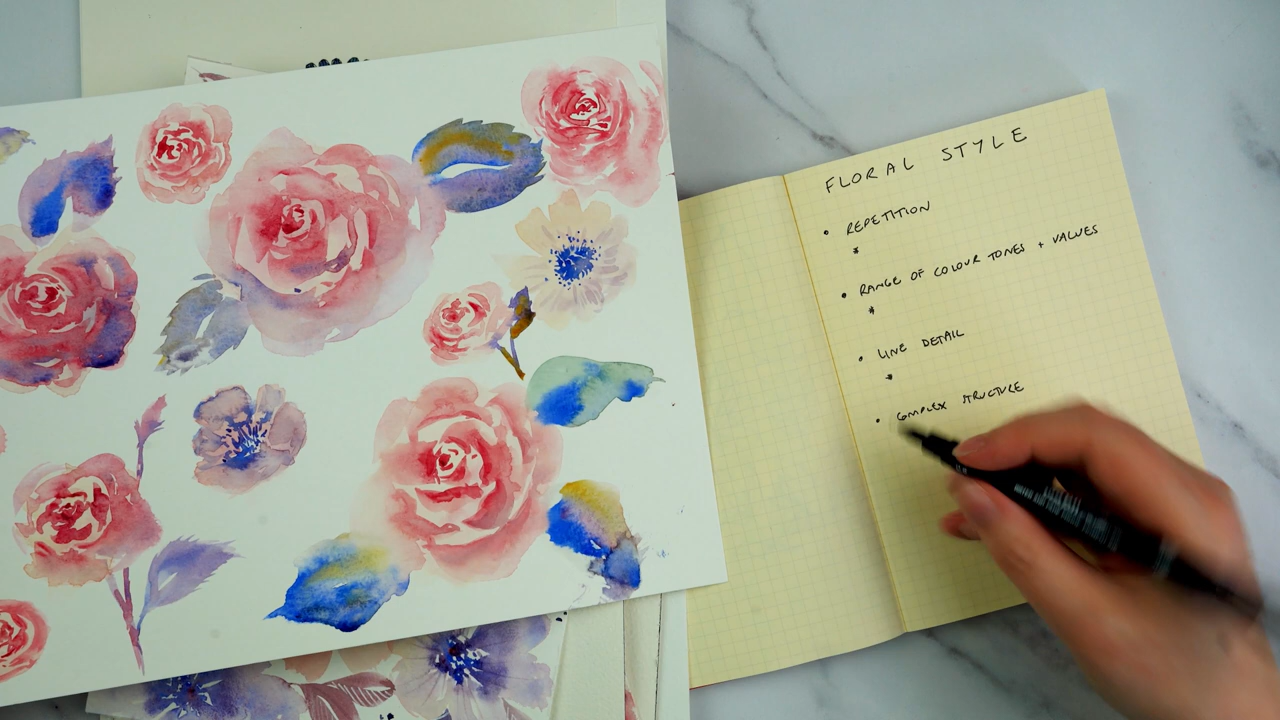 FLORAL STYLE
• REPETITION
*
• RANGE OF COLOUR TONES + VALUES
*
• LINE DETAIL
*
• COMPLEX STRUCTURE